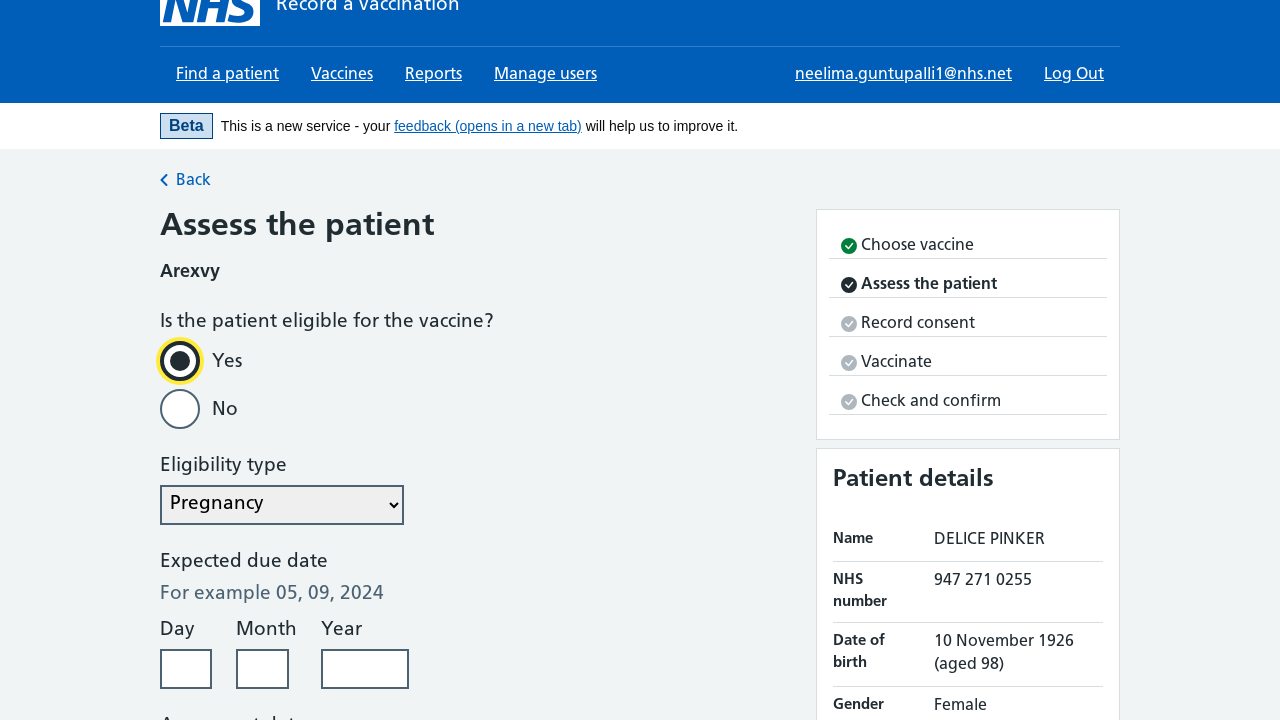 NHS Record a vaccination
Find a patient Vaccines Reports Manage users neelima.guntupalli1@nhs.net Log Out
Beta This is a new service - your feedback (opens in a new tab) will help us to improve it.
Back
Assess the patient
Arexvy
Is the patient eligible for the vaccine?
Yes
No
Eligibility type
Pregnancy
Expected due date
For example 05, 09, 2024
Day Month Year
Choose vaccine
Assess the patient
Record consent
Vaccinate
Check and confirm
Patient details
Name DELICE PINKER
NHS number 947 271 0255
Date of birth 10 November 1926 (aged 98)
Gender Female